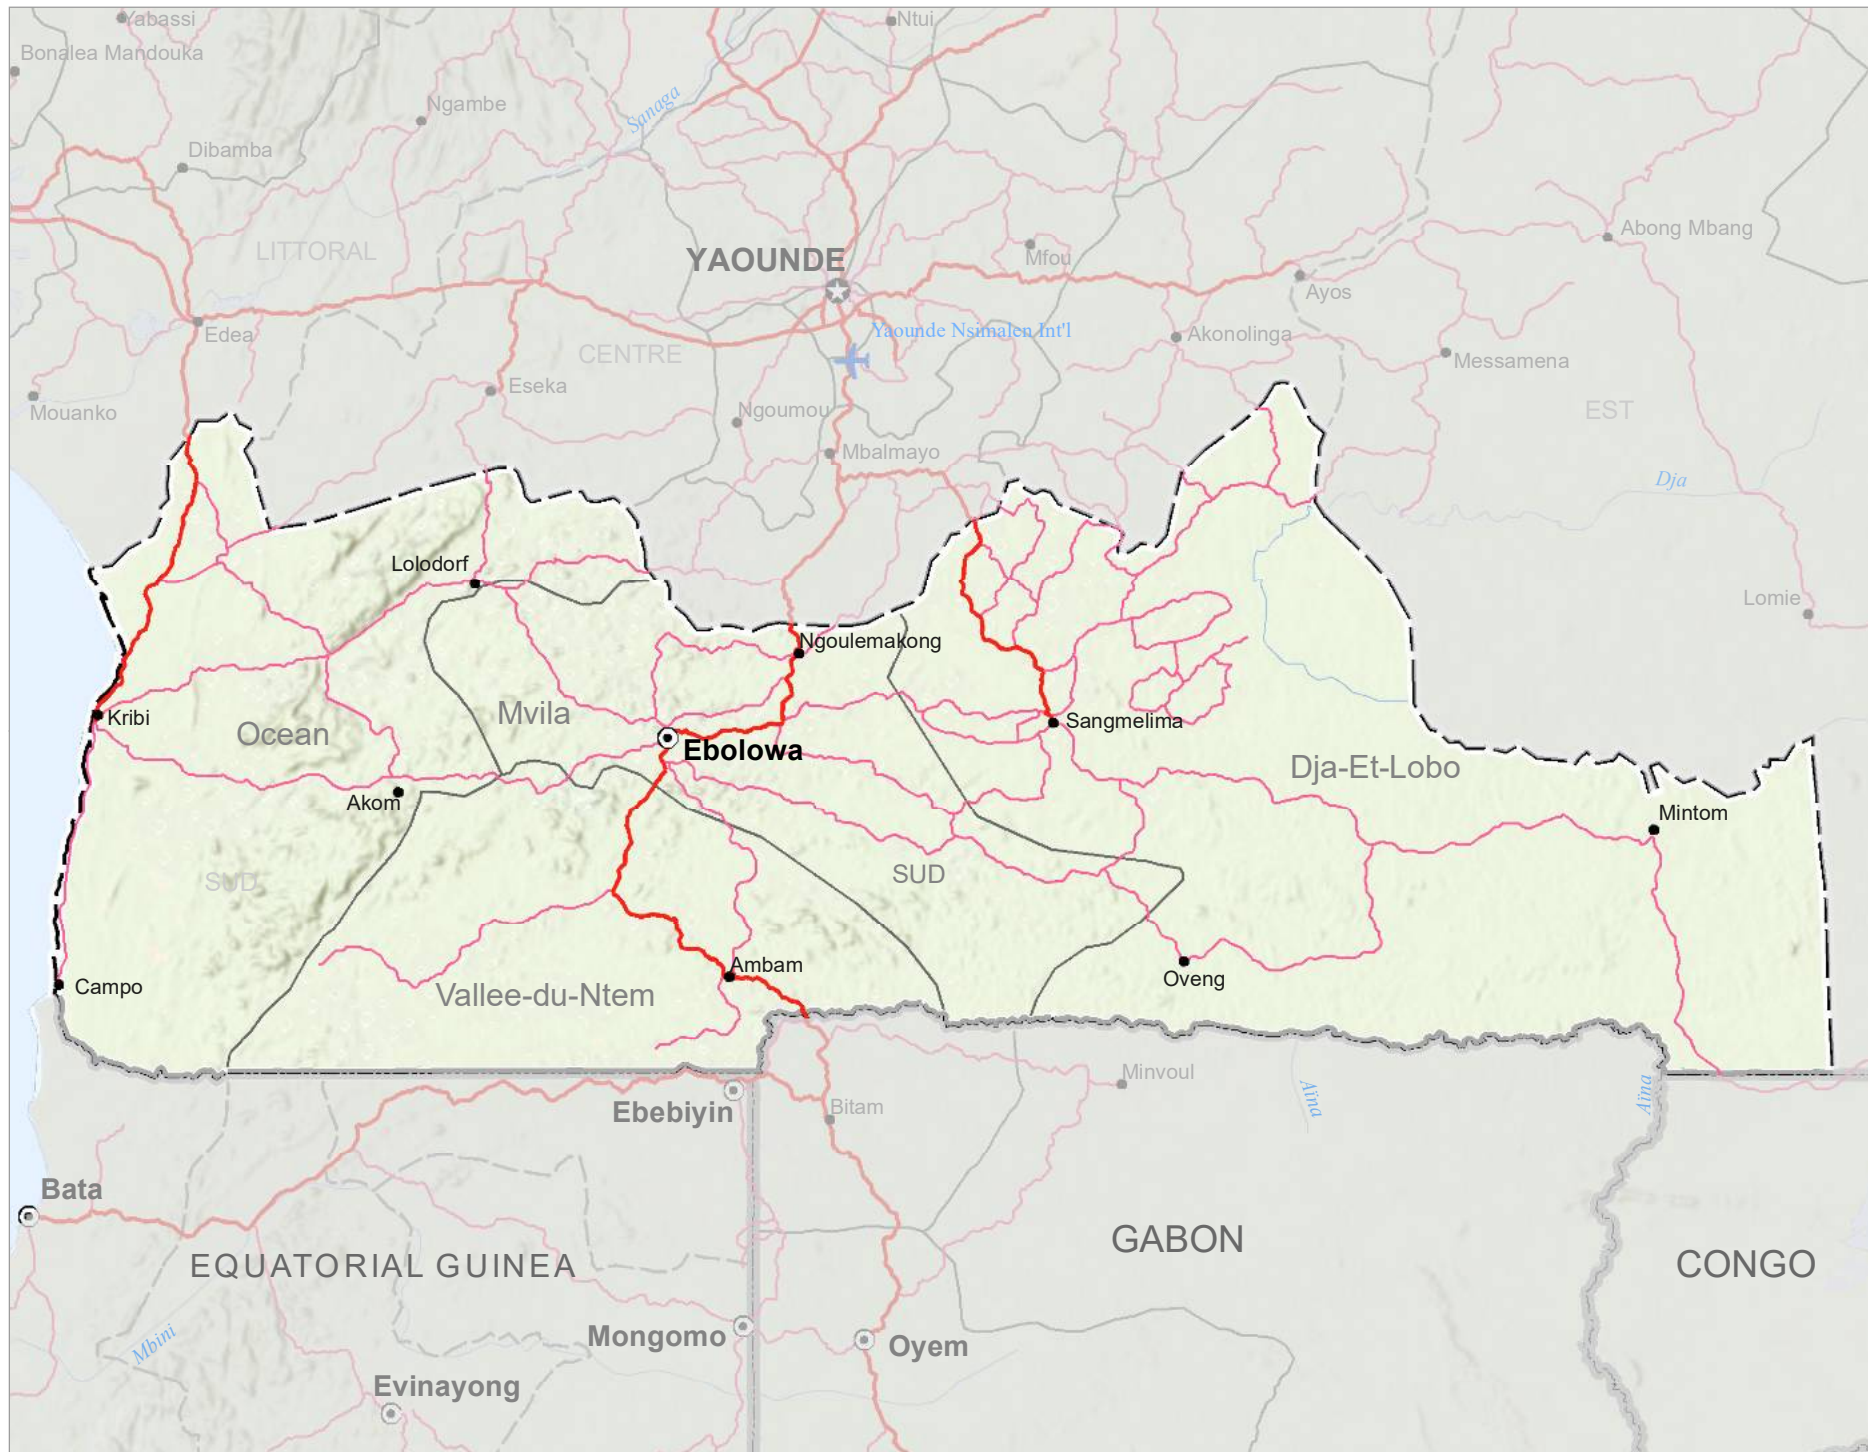 Yabassi
Ntui
Bonalea Mandouka
Ngambe
Sanaga
Dibamba
Abong Mbang
LITTORAL
YAOUNDE
Mfou
Ayos
Edea
Yaounde Nsimalen Int'l
Akonolinga
CENTRE
Messamena
Eseka
Mouanko
Ngoumou
EST
Mbalmayo
Dja
Lolodorf
Lomie
Ngoulemakong
Kribi
Mvila
Sangmelima
Ocean
Ebolowa
Dja-Et-Lobo
Akom
Mintom
SUD
SUD
Ambam
Oveng
Campo
Vallee-du-Ntem
Minvoul
Aïna
Aïna
Ebebiyin
Bitam
Bata
GABON
EQUATORIAL GUINEA
CONGO
Mbini
Mongomo
Oyem
Evinayong